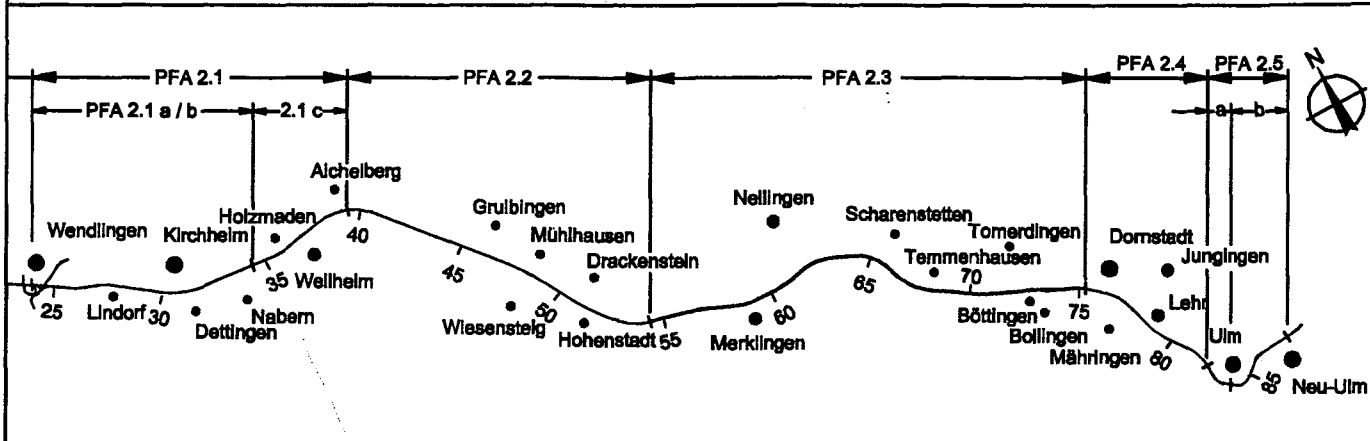 PFA 2.1
PFA 2.2
PFA 2.3
PFA 2.4
PFA 2.5
N
PFA 2.1 a / b
2.1 c
a
b
Aichelberg
Holzmaden
Wendlingen
Kirchheim
Gruibingen
Mühlhausen
Drackenstein
Nellingen
Scharenstetten
Tomerdingen
Temmenhausen
Dornstadt
Jungingen
Weilheim
Lindorf
Dettingen
Nabern
Wiesensteig
Hohenstadt
Merklingen
Böttingen
Bollingen
Mähringen
Lehr
Ulm
Neu-Ulm
25
30
35
40
45
50
55
60
65
70
75
80
85